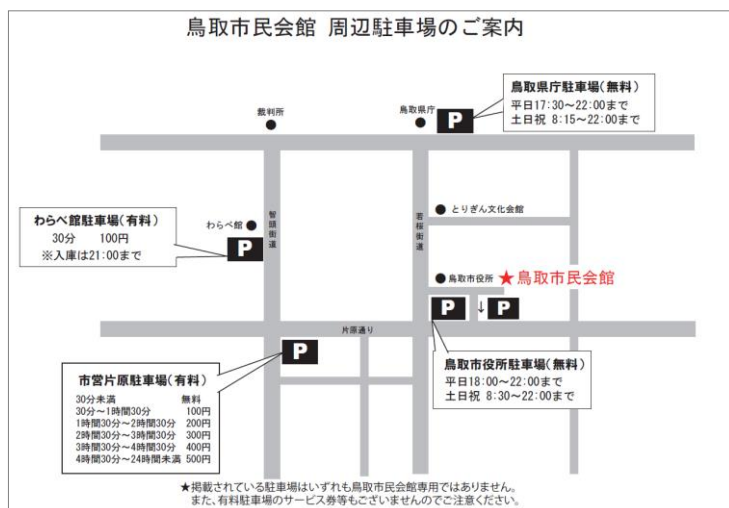 鳥取市民会館 周辺駐車場のご案内
鳥取県庁駐車場(無料)
平日17:30～22:00まで
土日祝 8:15～22:00まで
裁判所
鳥取県庁
P
わらべ館駐車場(有料)
30分 100円
※入庫は21:00まで
わらべ館
P
智頭街道
若桜街道
とりぎん文化会館
鳥取市役所
★鳥取市民会館
P
↓
P
片原通り
P
鳥取市役所駐車場(無料)
平日18:00～22:00まで
土日祝 8:30～22:00まで
市営片原駐車場(有料)
30分未満 無料
30分～1時間30分 100円
1時間30分～2時間30分 200円
2時間30分～3時間30分 300円
3時間30分～4時間30分 400円
4時間30分～24時間未満 500円
★掲載されている駐車場はいずれも鳥取市民会館専用ではありません。
また、有料駐車場のサービス券等もございませんのでご注意ください。